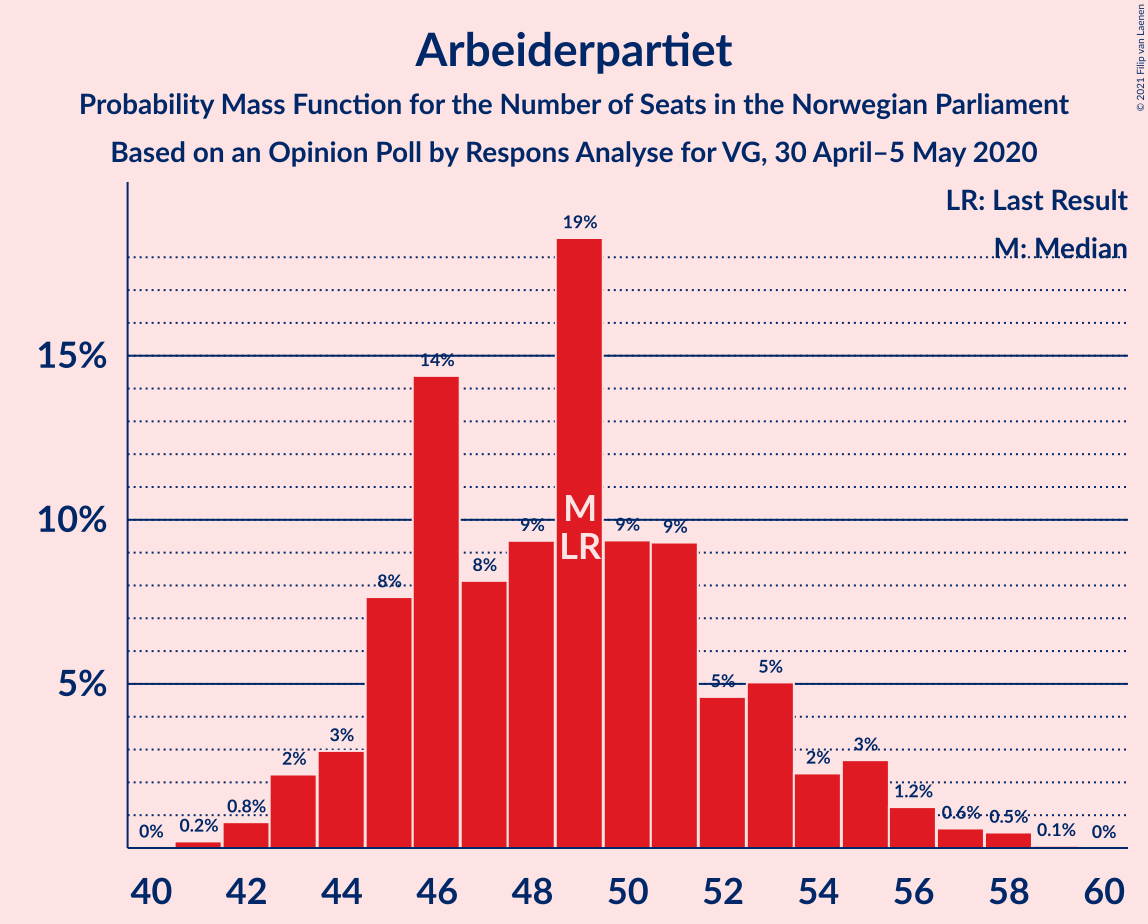 Arbeiderpartiet
Probability Mass Function for the Number of Seats in the Norwegian Parliament
Based on an Opinion Poll by Respons Analyse for VG, 30 April–5 May 2020
© 2021 Filip van Laenen
LR: Last Result
M: Median
15%
10%
5%
0%
0.2%
0.8%
2%
3%
8%
14%
8%
9%
19%
9%
9%
5%
5%
2%
3%
1.2%
0.6%
0.5%
0.1%
0%
M
LR
40 42 44 46 48 50 52 54 56 58 60